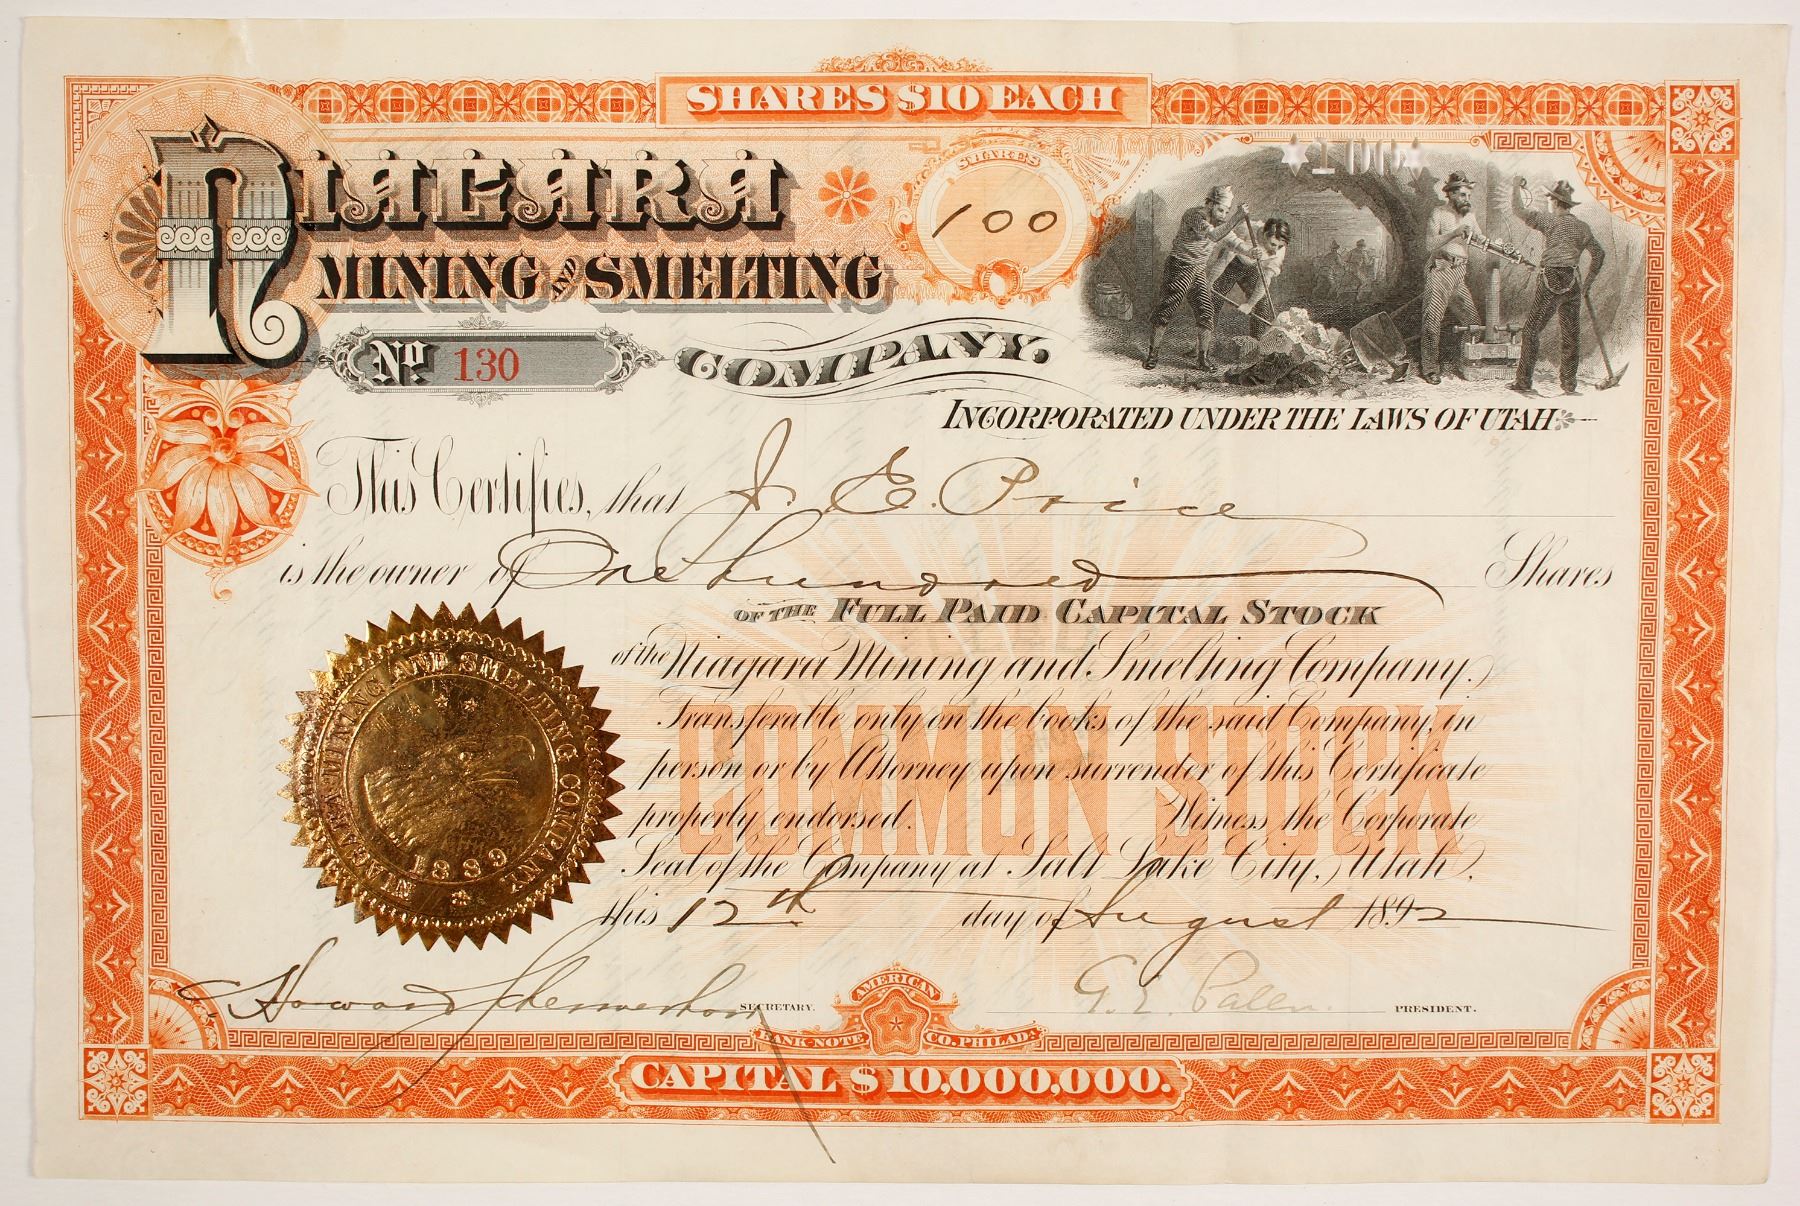 SHARES $10 EACH
NIAGARA
MINING AND SMELTING
COMPANY.
No 130
SHARES
100
*100*
INCORPORATED UNDER THE LAWS OF UTAH
This Certifies, that J. E. Price
is the owner of One Hundred Shares
OF THE FULL PAID CAPITAL STOCK
of the Niagara Mining and Smelting Company.
Transferable only on the books of the said Company, in
person or by Attorney upon surrender of this Certificate
properly endorsed. Witness the Corporate
Seal of the Company at Salt Lake City, Utah,
this 12th day of August 1892
COMMON STOCK
NIAGARA MINING AND SMELTING COMPANY
1889
Howard SECRETARY.
G. L. Palen PRESIDENT.
AMERICAN
BANK-NOTE CO. PHILADA
CAPITAL $10,000,000.